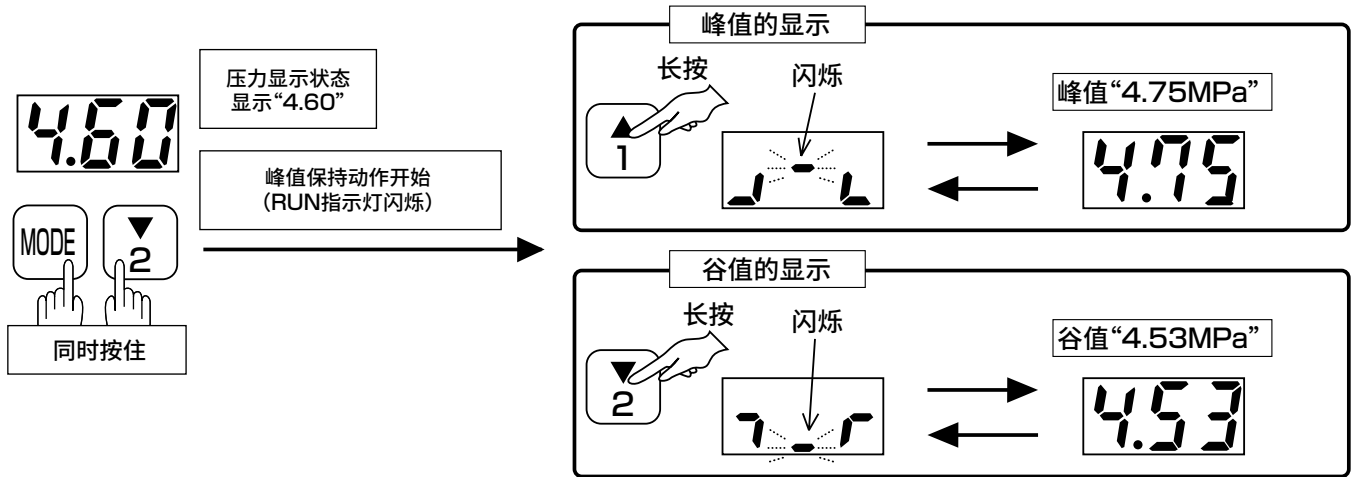 4.60
压力显示状态
显示“4.60”
峰值保持动作开始
（RUN指示灯闪烁）
MODE
▼
2
同时按住
峰值的显示
长按
闪烁
▲
1
峰值“4.75MPa”
4.75
谷值的显示
长按
闪烁
▼
2
谷值“4.53MPa”
4.53